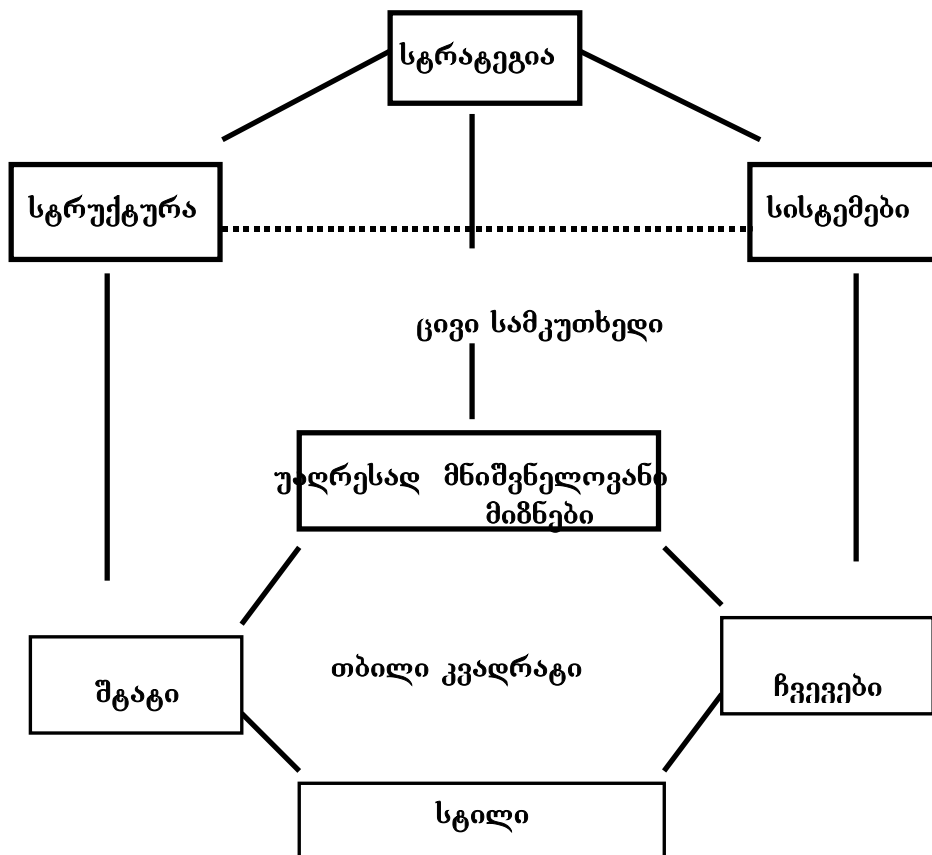 სტრატეგია
სტრუქტურა
სისტემები
ცივი სამკუთხედი
უაღრესად მნიშვნელოვანი
მიზნები
თბილი კვადრატი
შტატი
ჩვევები
სტილი